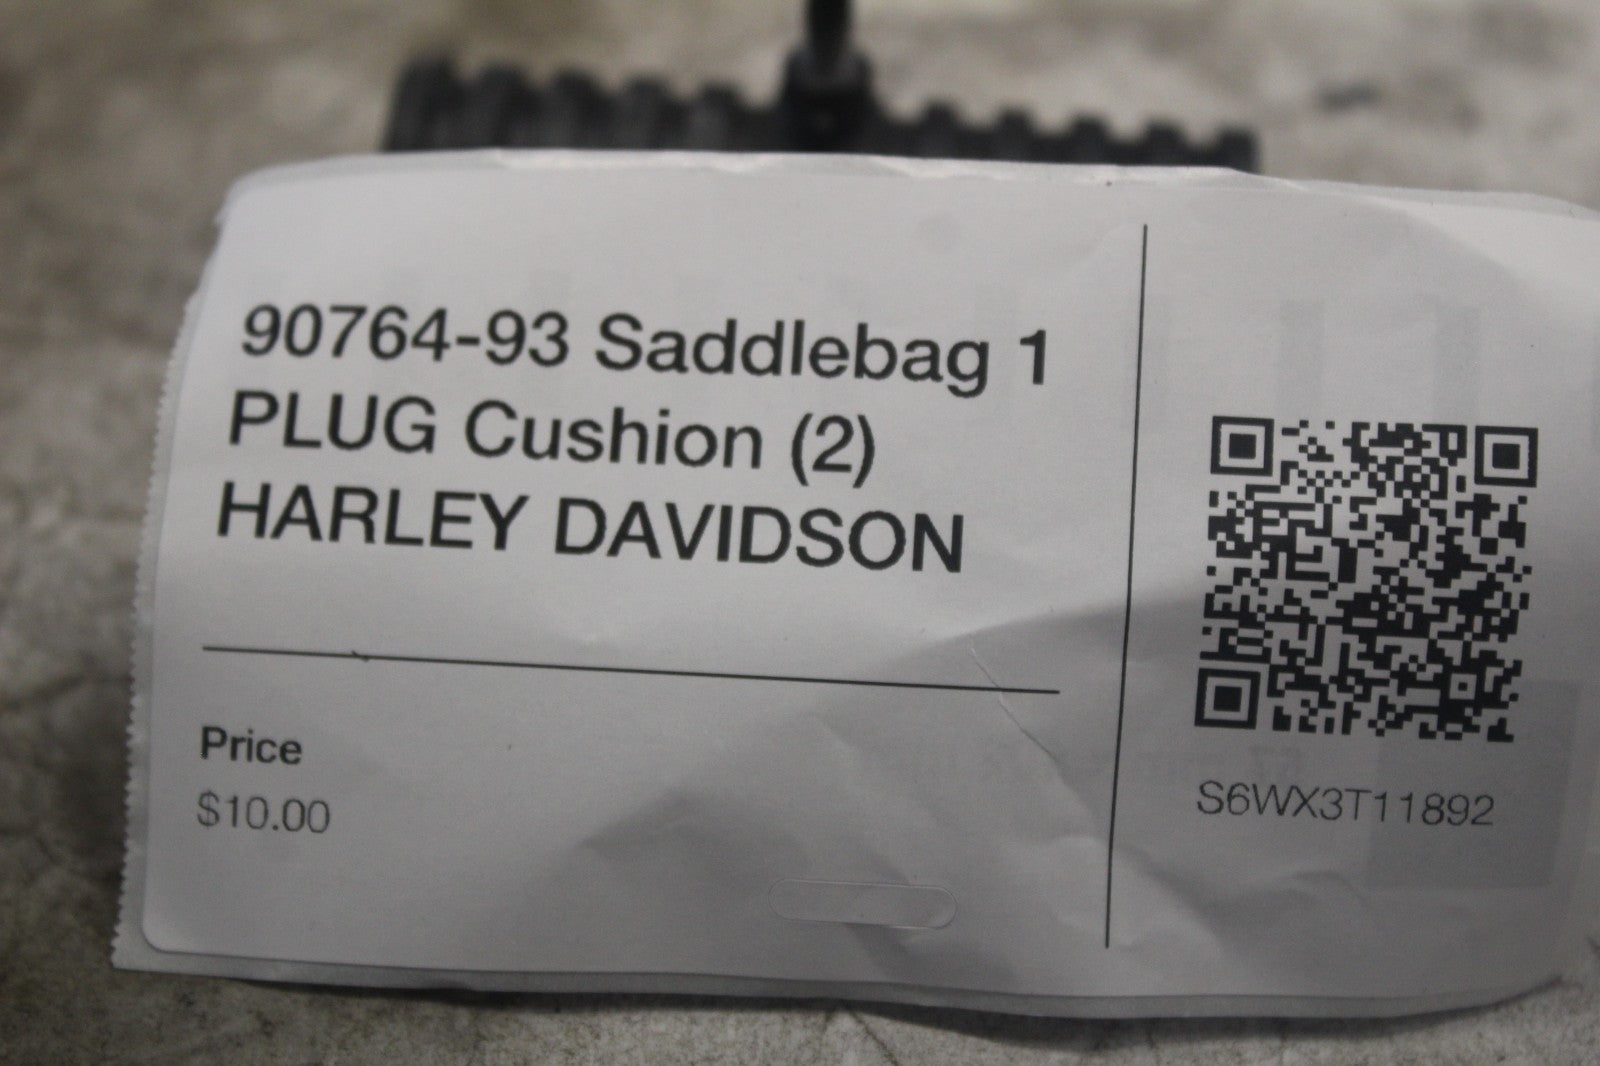 90764-93 Saddlebag 1
PLUG Cushion (2)
HARLEY DAVIDSON
Price
$10.00
S6WX3T11892